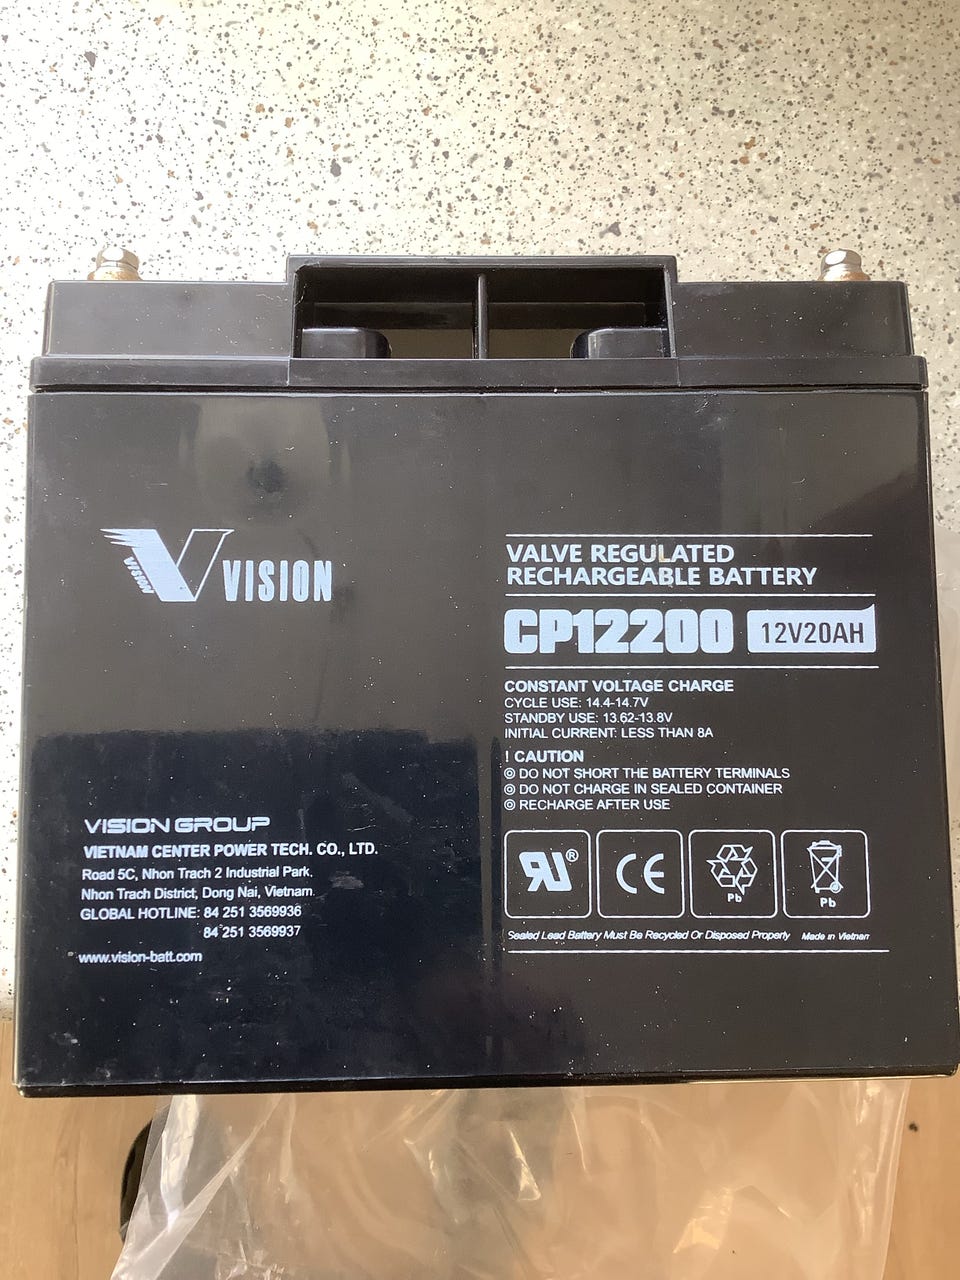 VISION
VISION
VALVE REGULATED
RECHARGEABLE BATTERY
CP12200 12V20AH
CONSTANT VOLTAGE CHARGE
CYCLE USE: 14.4-14.7V
STANDBY USE: 13.62-13.8V
INITIAL CURRENT: LESS THAN 8A
! CAUTION
◎ DO NOT SHORT THE BATTERY TERMINALS
◎ DO NOT CHARGE IN SEALED CONTAINER
◎ RECHARGE AFTER USE
RU® CE Pb Pb
Sealed Lead Battery Must Be Recycled Or Disposed Properly Made in Vietnam
VISION GROUP
VIETNAM CENTER POWER TECH. CO., LTD.
Road 5C, Nhon Trach 2 Industrial Park,
Nhon Trach District, Dong Nai, Vietnam.
GLOBAL HOTLINE: 84 251 3569936
84 251 3569937
www.vision-batt.com